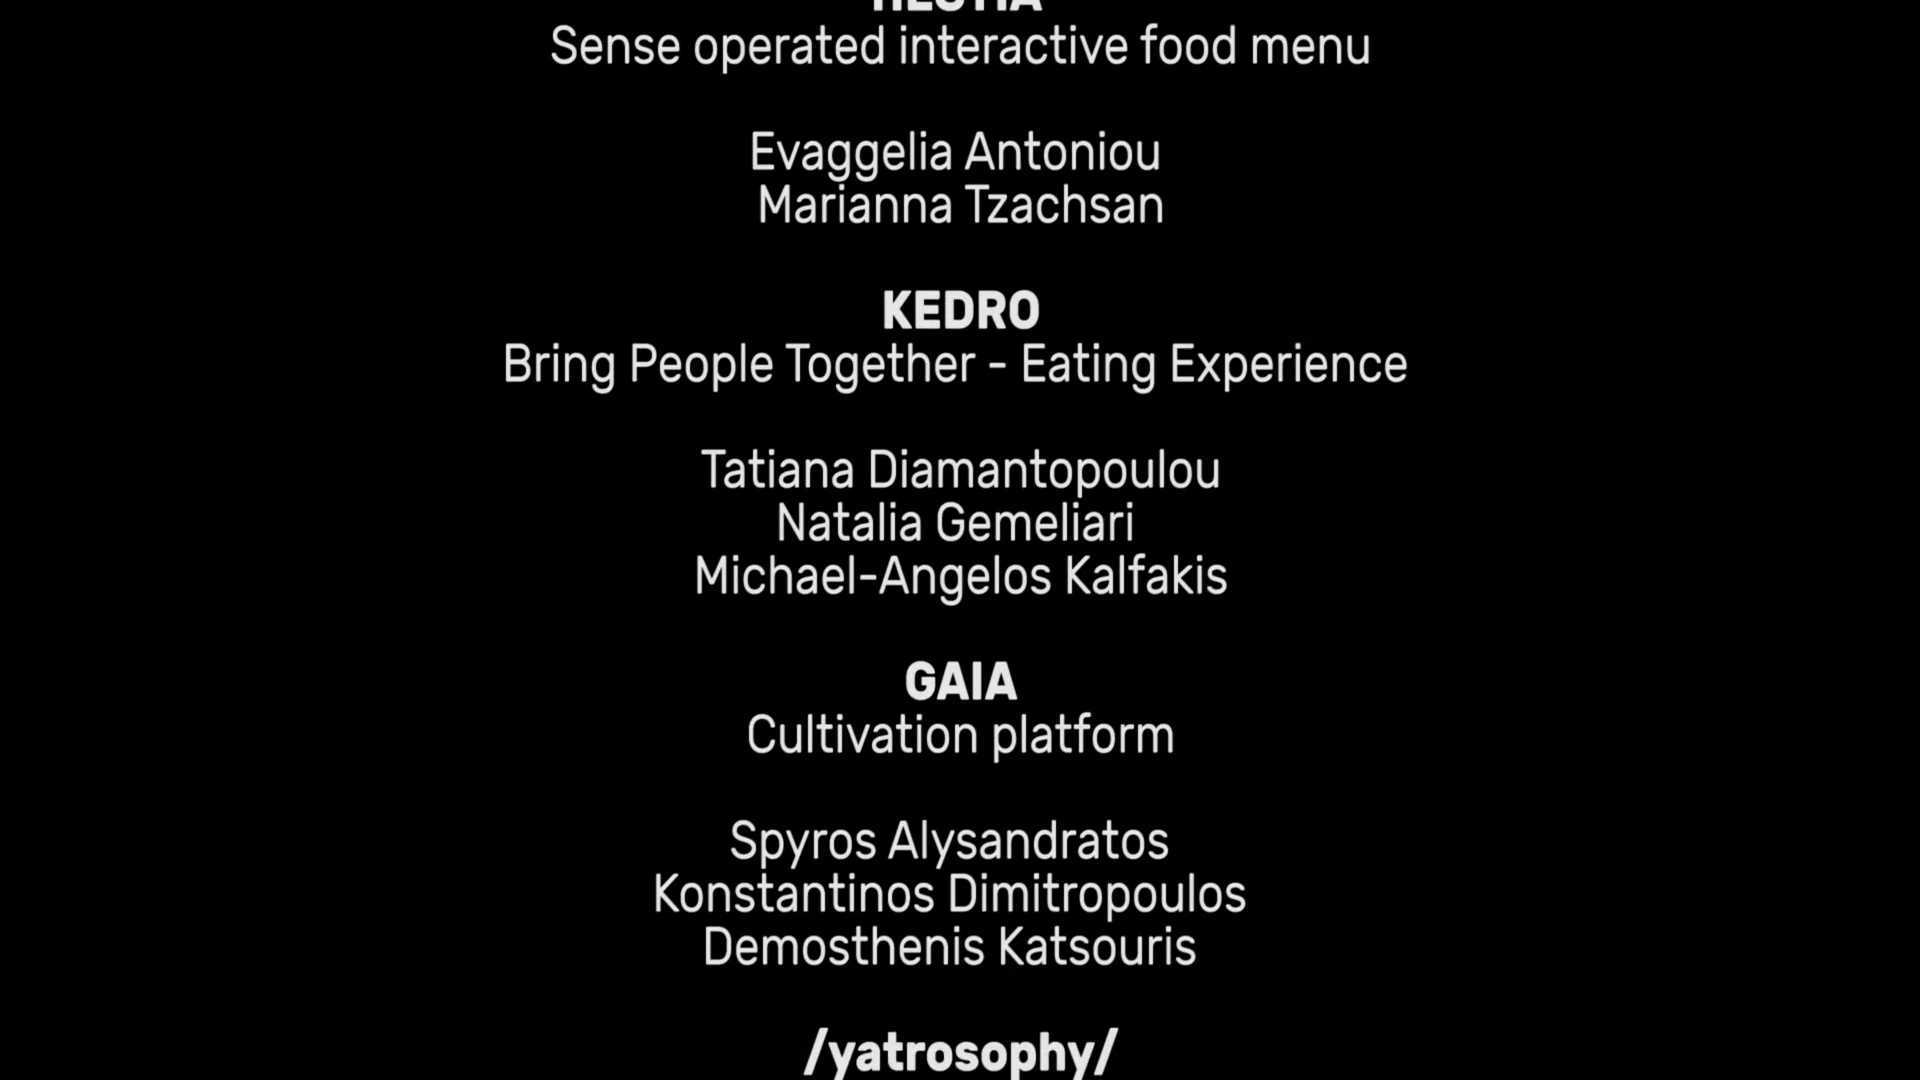 HESTIA
Sense operated interactive food menu
Evaggelia Antoniou
Marianna Tzachsan
KEDRO
Bring People Together - Eating Experience
Tatiana Diamantopoulou
Natalia Gemeliari
Michael-Angelos Kalfakis
GAIA
Cultivation platform
Spyros Alysandratos
Konstantinos Dimitropoulos
Demosthenis Katsouris
/yatrosophy/